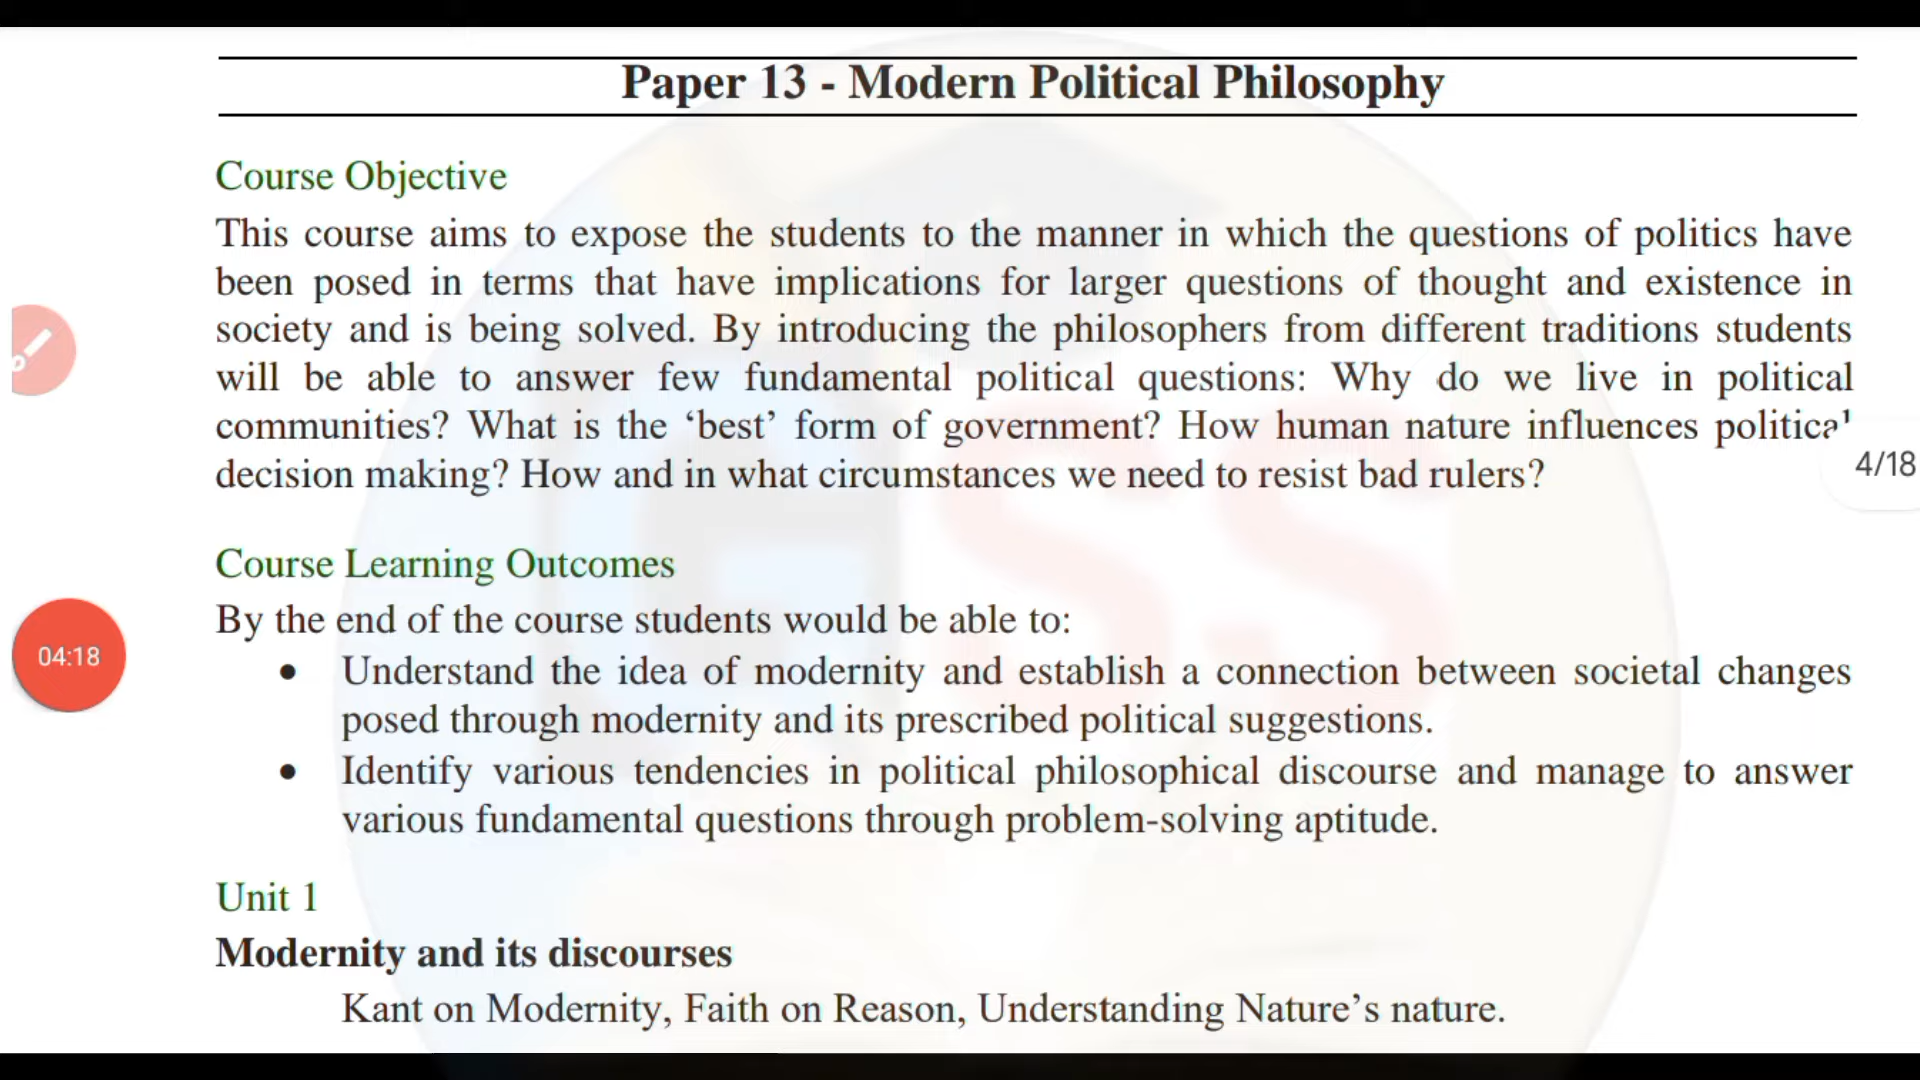 Paper 13 - Modern Political Philosophy
Course Objective
This course aims to expose the students to the manner in which the questions of politics have
been posed in terms that have implications for larger questions of thought and existence in
society and is being solved. By introducing the philosophers from different traditions students
will be able to answer few fundamental political questions: Why do we live in political
communities? What is the ‘best’ form of government? How human nature influences political
4/18
decision making? How and in what circumstances we need to resist bad rulers?
Course Learning Outcomes
By the end of the course students would be able to:
04:18
• Understand the idea of modernity and establish a connection between societal changes
posed through modernity and its prescribed political suggestions.
• Identify various tendencies in political philosophical discourse and manage to answer
various fundamental questions through problem-solving aptitude.
Unit 1
Modernity and its discourses
Kant on Modernity, Faith on Reason, Understanding Nature’s nature.
GSS